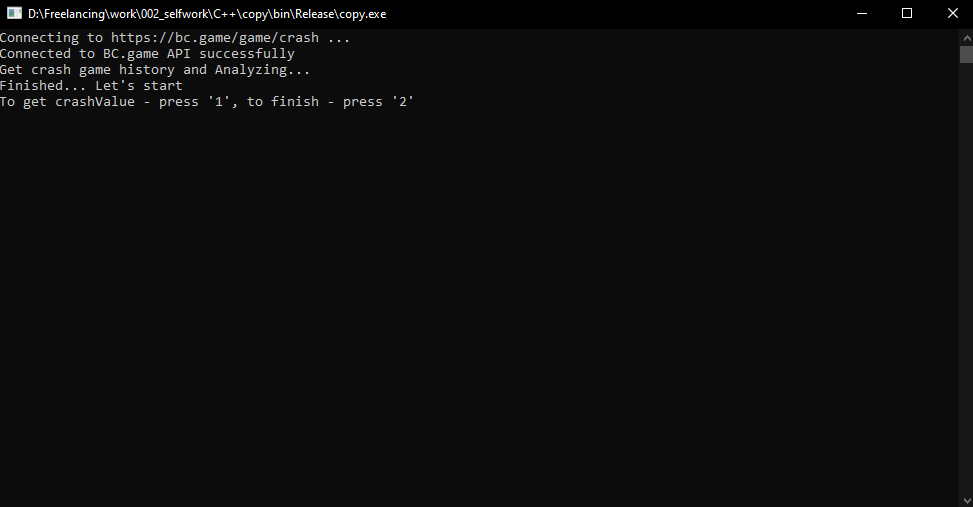 D:\Freelancing\work\002_selfwork\C++\copy\bin\Release\copy.exe
Connecting to https://bc.game/game/crash ...
Connected to BC.game API successfully
Get crash game history and Analyzing...
Finished... Let's start
To get crashValue - press '1', to finish - press '2'